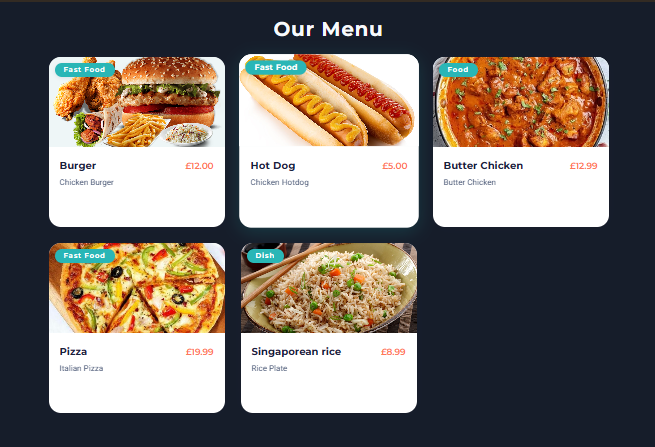 Our Menu
Fast Food
Burger
£12.00
Chicken Burger
Fast Food
Hot Dog
£5.00
Chicken Hotdog
Food
Butter Chicken
£12.99
Butter Chicken
Fast Food
Pizza
£19.99
Italian Pizza
Dish
Singaporean rice
£8.99
Rice Plate